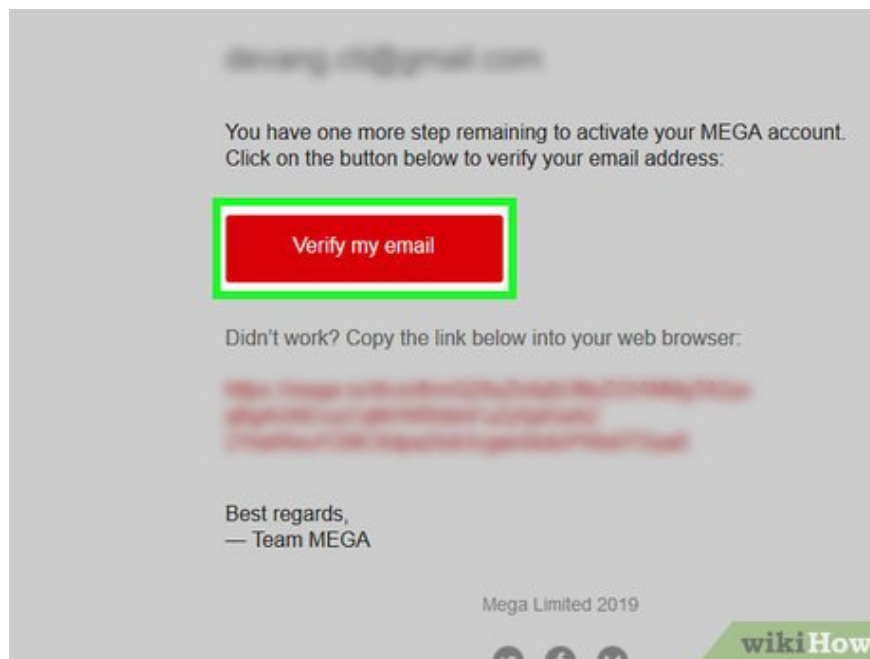 You have one more step remaining to activate your MEGA account.
Click on the button below to verify your email address:
Verify my email
Didn't work? Copy the link below into your web browser:
Best regards,
— Team MEGA
Mega Limited 2019
wikiHow